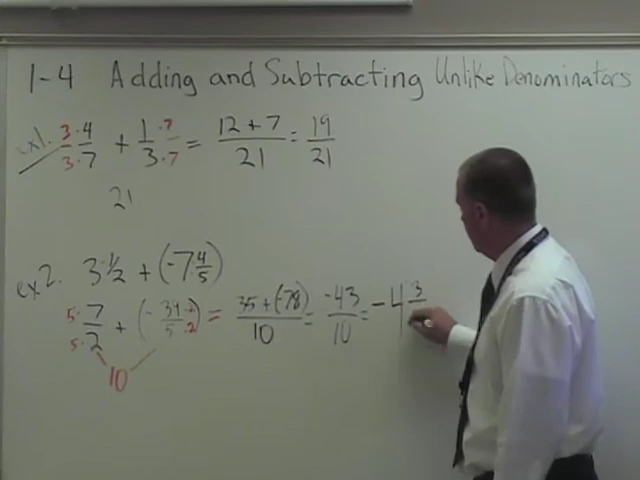 1-4 Adding and Subtracting Unlike Denominators
ex1. 3/3 · 4/7 + 1/3 · 7/7 = (12 + 7)/21 = 19/21
21
ex2. 3 1/2 + (-7 4/5)
5/5 · 7/2 + (- 39/5 · 2/2) = (35 + (-78))/10 = -43/10 = -4 3/
10